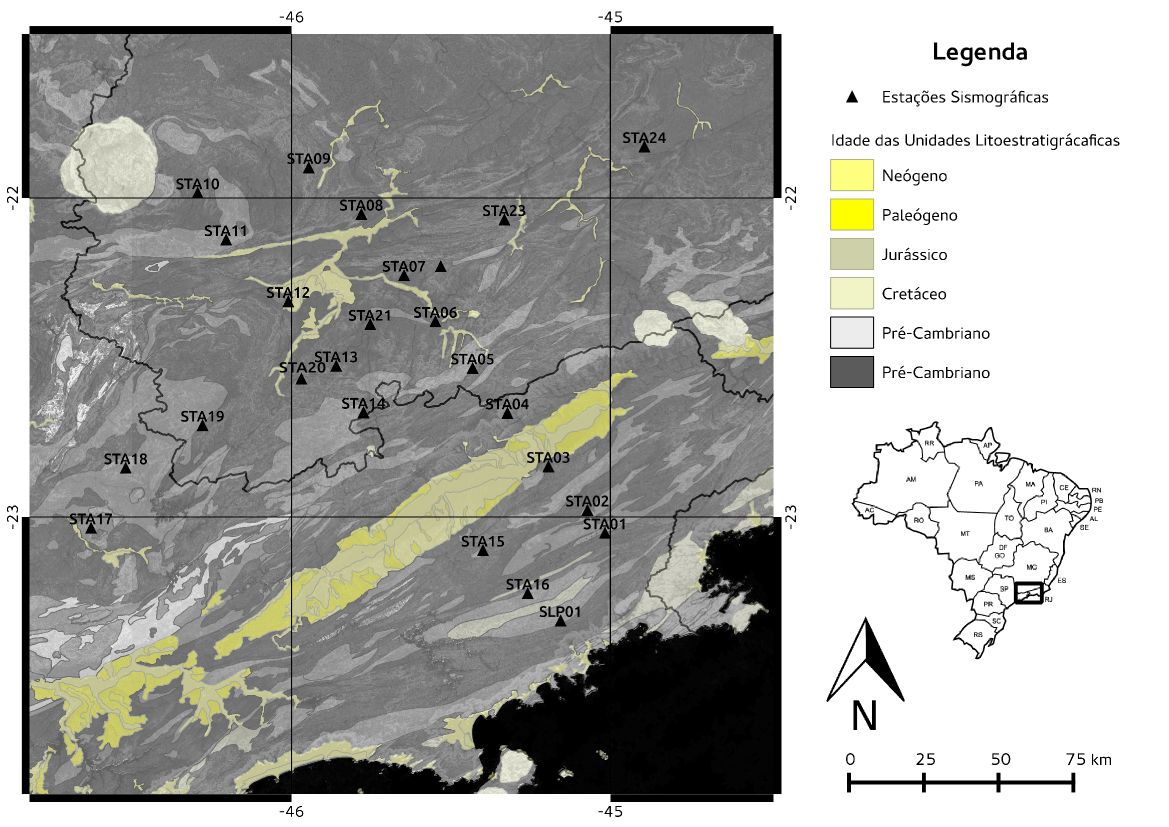 -46
-45
Legenda
Estações Sismográficas
Idade das Unidades Litoestratigrácaficas
Neógeno
Paleógeno
Jurássico
Cretáceo
Pré-Cambriano
Pré-Cambriano
STA24
STA09
STA10
-22
-22
STA08
STA23
STA11
STA07
STA12
STA21
STA06
STA13
STA05
STA20
STA14
STA04
STA19
STA18
STA03
STA02
STA17
STA01
-23
-23
STA15
STA16
SLP01
-46
-45
RR
AP
AM
PA
MA
CE
RN
PB
PE
AL
SE
PI
AC
RO
TO
BA
MT
DF
GO
MG
ES
MS
SP
RJ
PR
SC
RS
N
0
25
50
75 km